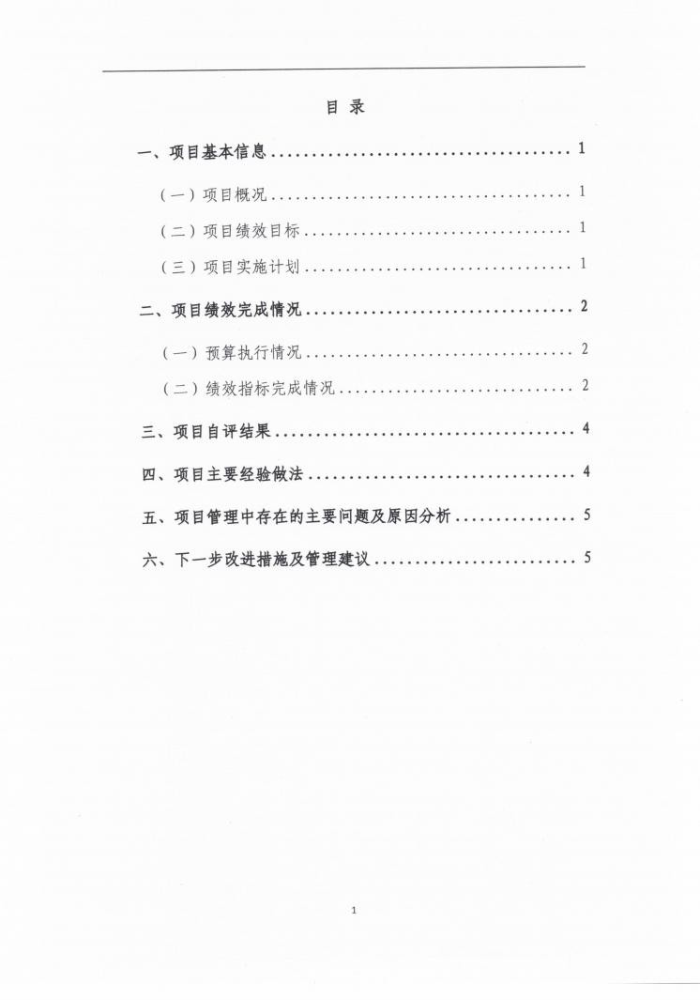 目 录
一、项目基本信息..................................... 1
（一）项目概况..................................... 1
（二）项目绩效目标................................. 1
（三）项目实施计划................................. 1
二、项目绩效完成情况................................. 2
（一）预算执行情况................................. 2
（二）绩效指标完成情况............................. 2
三、项目自评结果..................................... 4
四、项目主要经验做法................................. 4
五、项目管理中存在的主要问题及原因分析............... 5
六、下一步改进措施及管理建议......................... 5
1